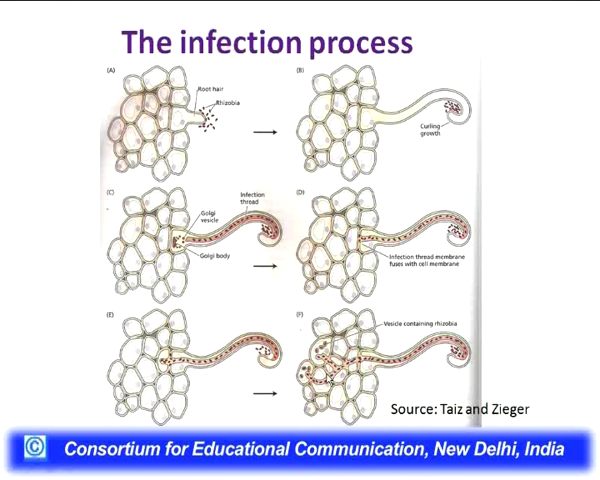 The infection process
(A)
Root hair
Rhizobia
(B)
Curling
growth
(C)
Golgi
vesicle
Infection
thread
Golgi body
(D)
Infection thread membrane
fuses with cell membrane
(E)
(F)
Vesicle containing rhizobia
Source: Taiz and Zieger
© Consortium for Educational Communication, New Delhi, India